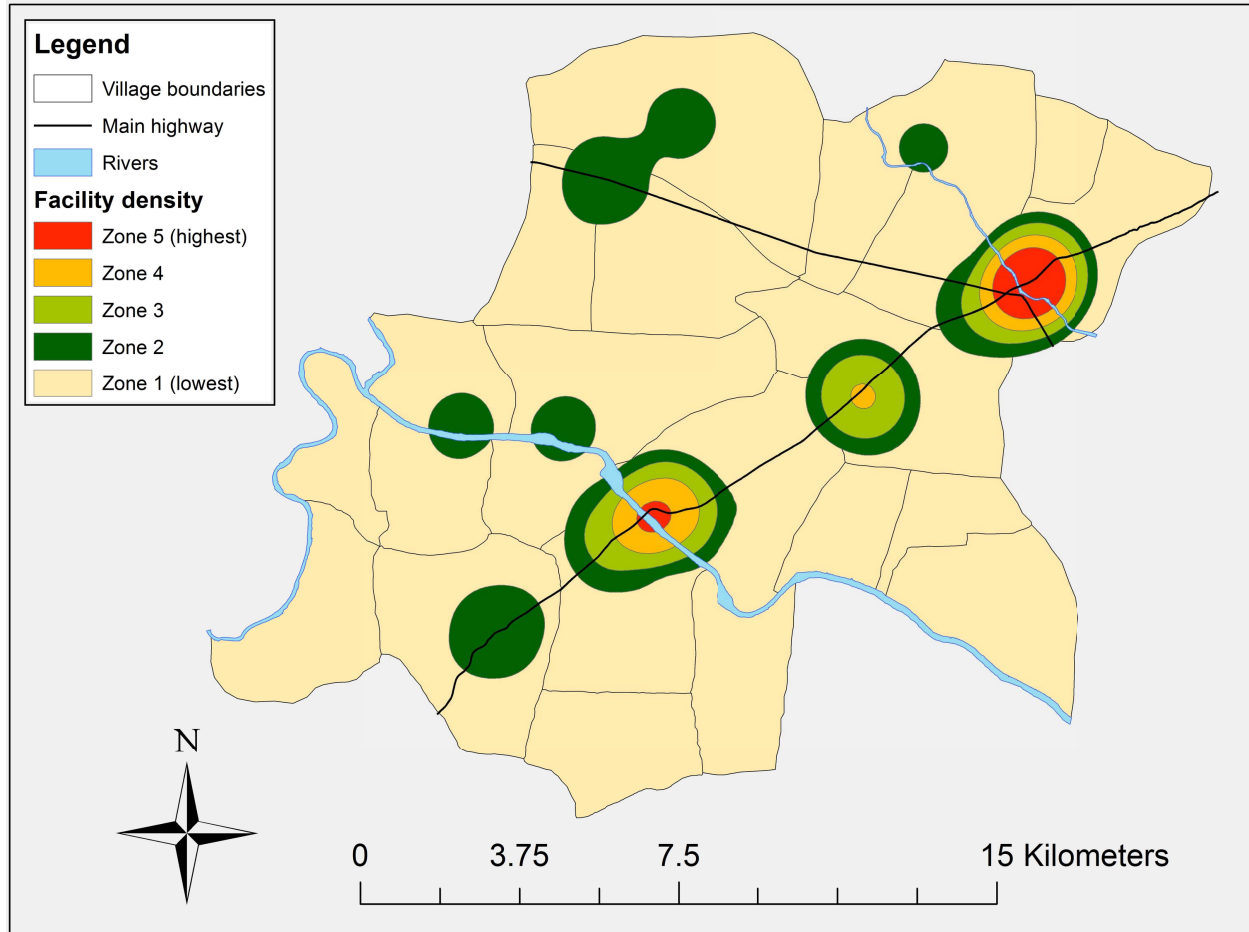 Legend
Village boundaries
Main highway
Rivers
Facility density
Zone 5 (highest)
Zone 4
Zone 3
Zone 2
Zone 1 (lowest)
N
0 3.75 7.5 15 Kilometers